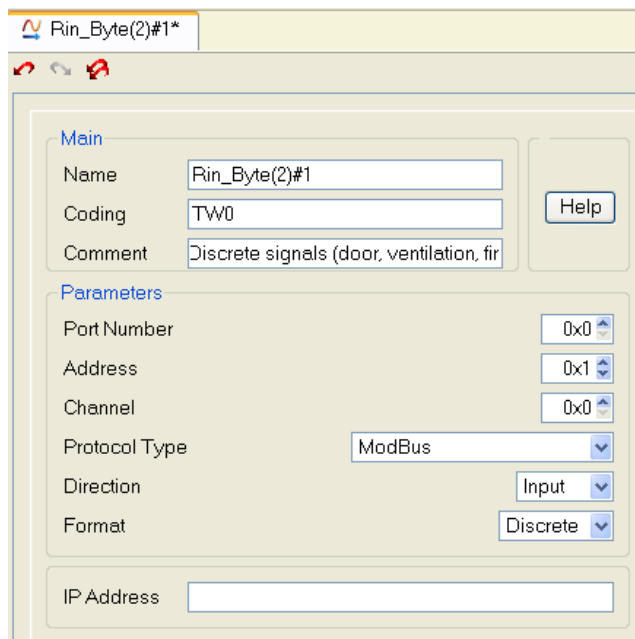 Rin_Byte(2)#1*
Main
Name Rin_Byte(2)#1
Coding TW0
Help
Comment Discrete signals (door, ventilation, fir
Parameters
Port Number 0x0
Address 0x1
Channel 0x0
Protocol Type ModBus
Direction Input
Format Discrete
IP Address